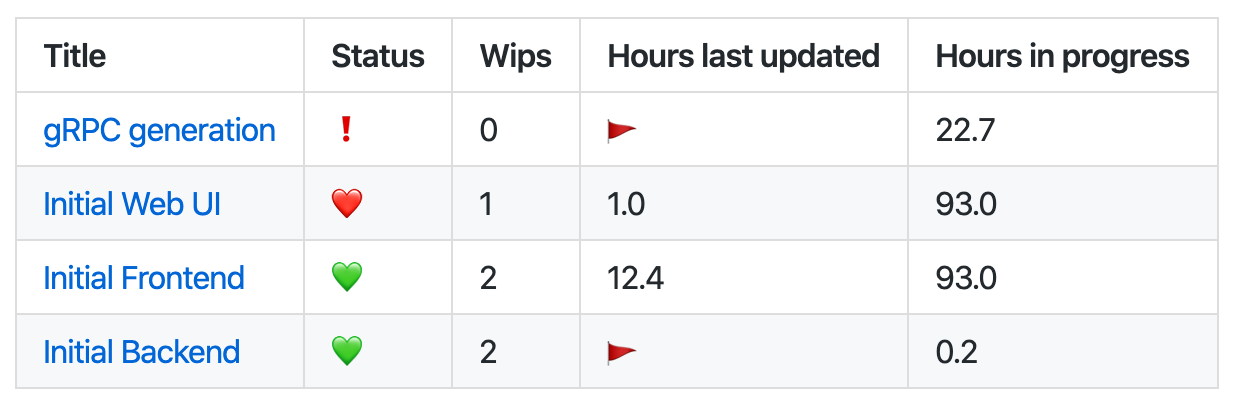 Title Status Wips Hours last updated Hours in progress
gRPC generation ❗ 0 🚩 22.7
Initial Web UI ❤️ 1 1.0 93.0
Initial Frontend 💚 2 12.4 93.0
Initial Backend 💚 2 🚩 0.2